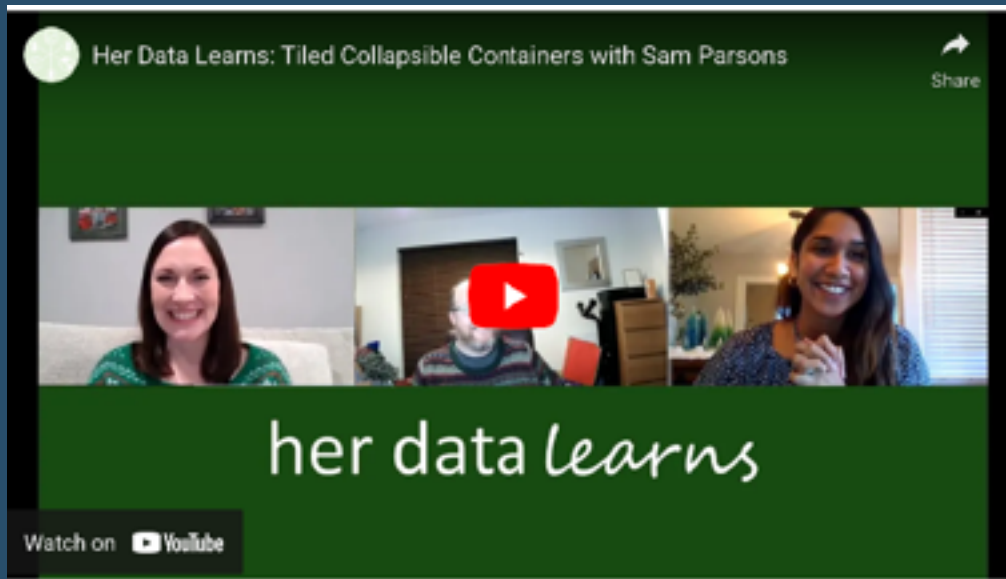 Her Data Learns: Tiled Collapsible Containers with Sam Parsons
Share
her data learns
Watch on YouTube